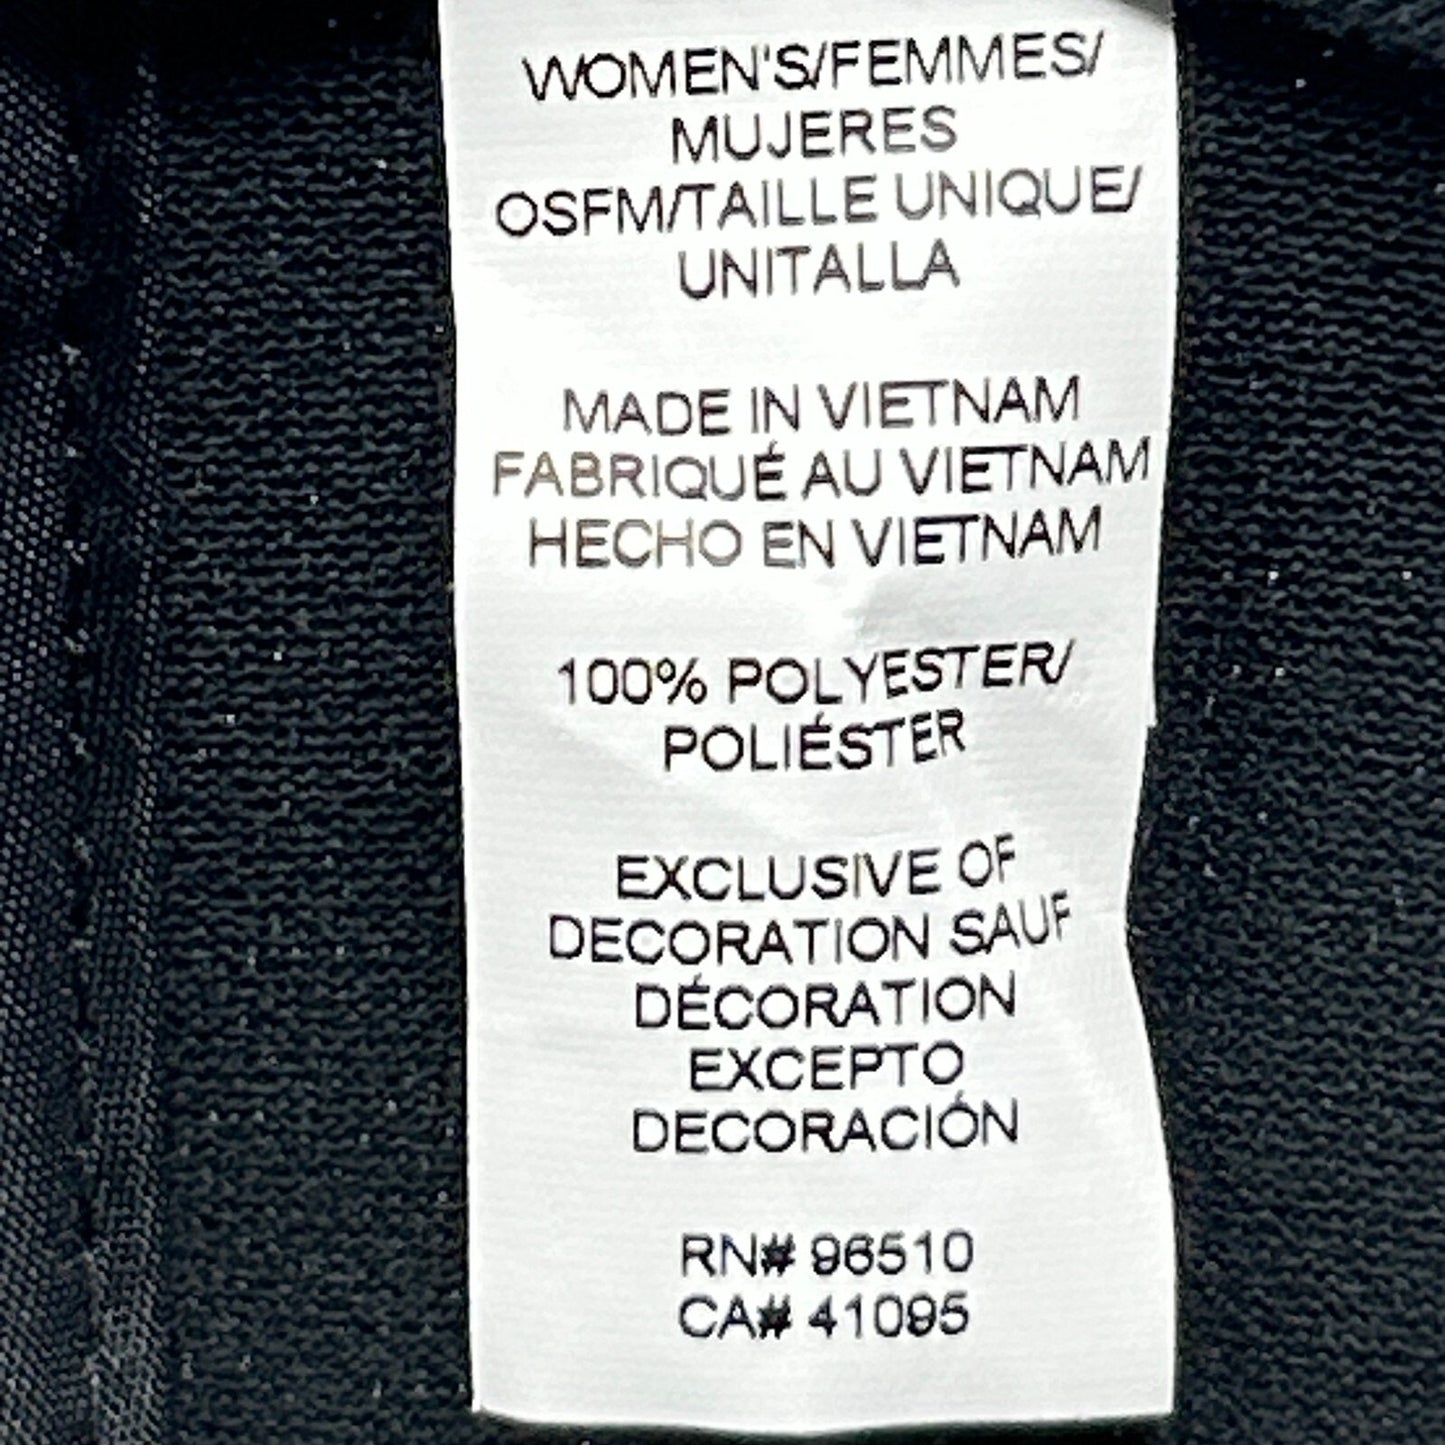 WOMEN'S/FEMMES/
MUJERES
OSFM/TAILLE UNIQUE/
UNITALLA
MADE IN VIETNAM
FABRIQUÉ AU VIETNAM
HECHO EN VIETNAM
100% POLYESTER/
POLIÉSTER
EXCLUSIVE OF
DECORATION SAUF
DÉCORATION
EXCEPTO
DECORACIÓN
RN# 96510
CA# 41095